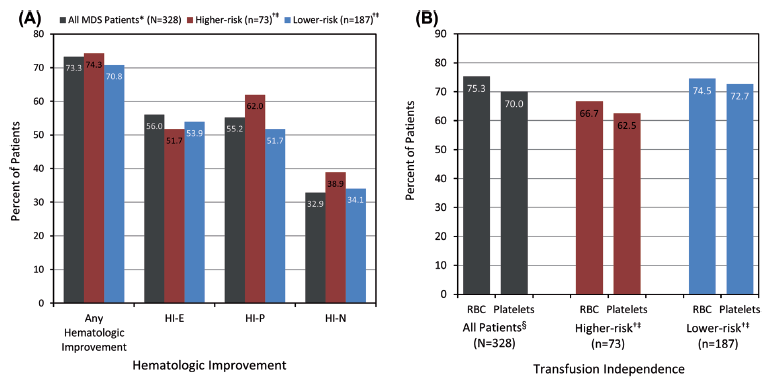 (A)
All MDS Patients* (N=328) Higher-risk (n=73)†‡ Lower-risk (n=187)†‡
Percent of Patients
80
70
60
50
40
30
20
10
0
73.3 74.3 70.8
56.0 51.7 53.9
55.2 62.0 51.7
32.9 38.9 34.1
Any HI-E HI-P HI-N
Hematologic
Improvement
Hematologic Improvement
(B)
Percent of Patients
100
90
80
70
60
50
40
30
20
10
0
75.3 70.0
66.7 62.5
74.5 72.7
RBC Platelets RBC Platelets RBC Platelets
All Patients§ Higher-risk†‡ Lower-risk†‡
(N=328) (n=73) (n=187)
Transfusion Independence